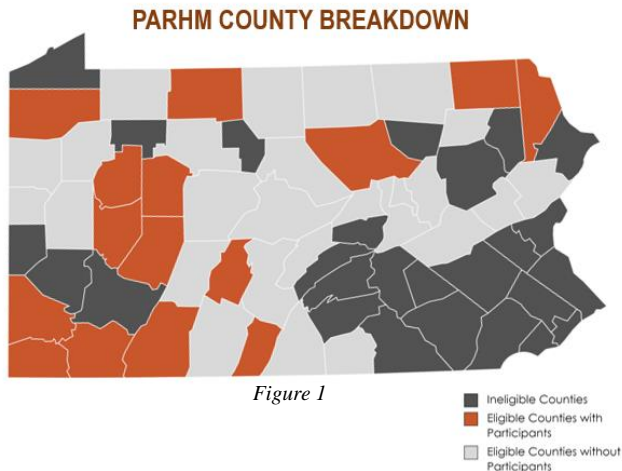 PARHM COUNTY BREAKDOWN
Figure 1
Ineligible Counties
Eligible Counties with
Participants
Eligible Counties without
Participants